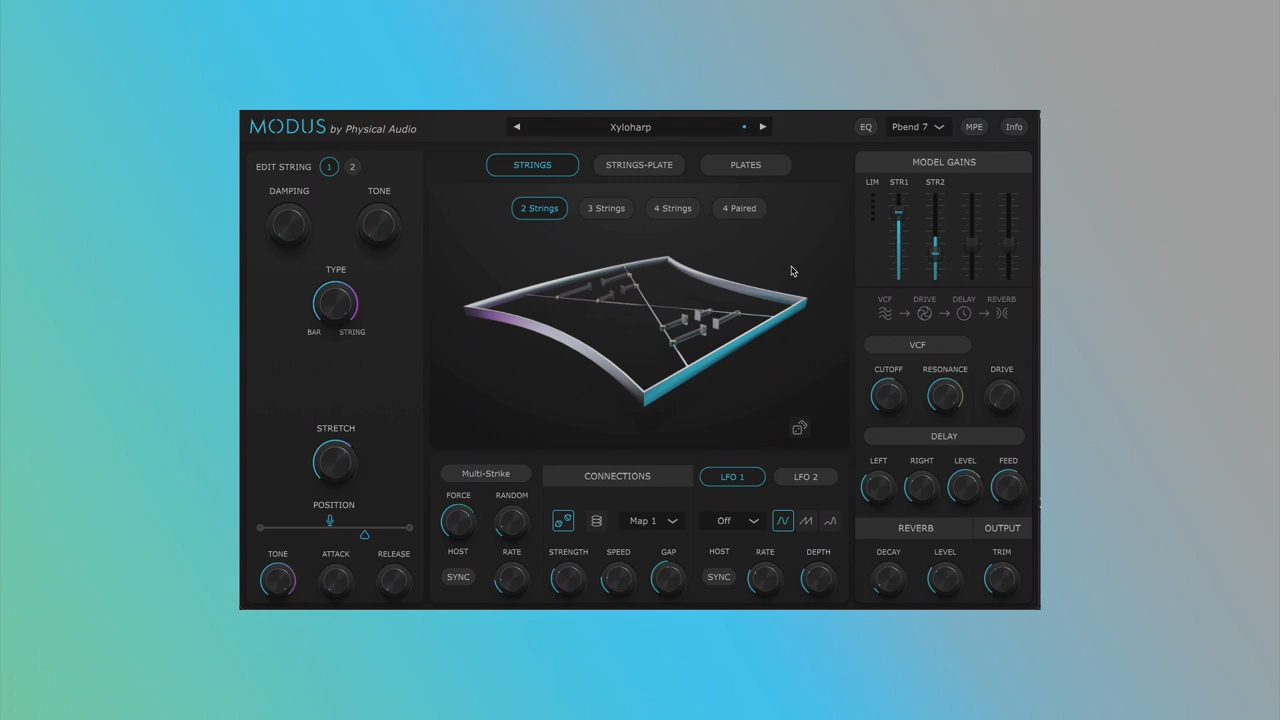 MODUS by Physical Audio
Xyloharp
EQ
Pbend 7
MPE
Info
EDIT STRING 1 2
DAMPING
TONE
TYPE
BAR
STRING
STRETCH
POSITION
TONE
ATTACK
RELEASE
STRINGS
STRINGS-PLATE
PLATES
2 Strings
3 Strings
4 Strings
4 Paired
Multi-Strike
FORCE
RANDOM
HOST
RATE
SYNC
CONNECTIONS
Map 1
STRENGTH
SPEED
GAP
LFO 1
LFO 2
Off
HOST
RATE
DEPTH
SYNC
MODEL GAINS
LIM
STR1
STR2
VCF
DRIVE
DELAY
REVERB
VCF
CUTOFF
RESONANCE
DRIVE
DELAY
LEFT
RIGHT
LEVEL
FEED
REVERB
OUTPUT
DECAY
LEVEL
TRIM